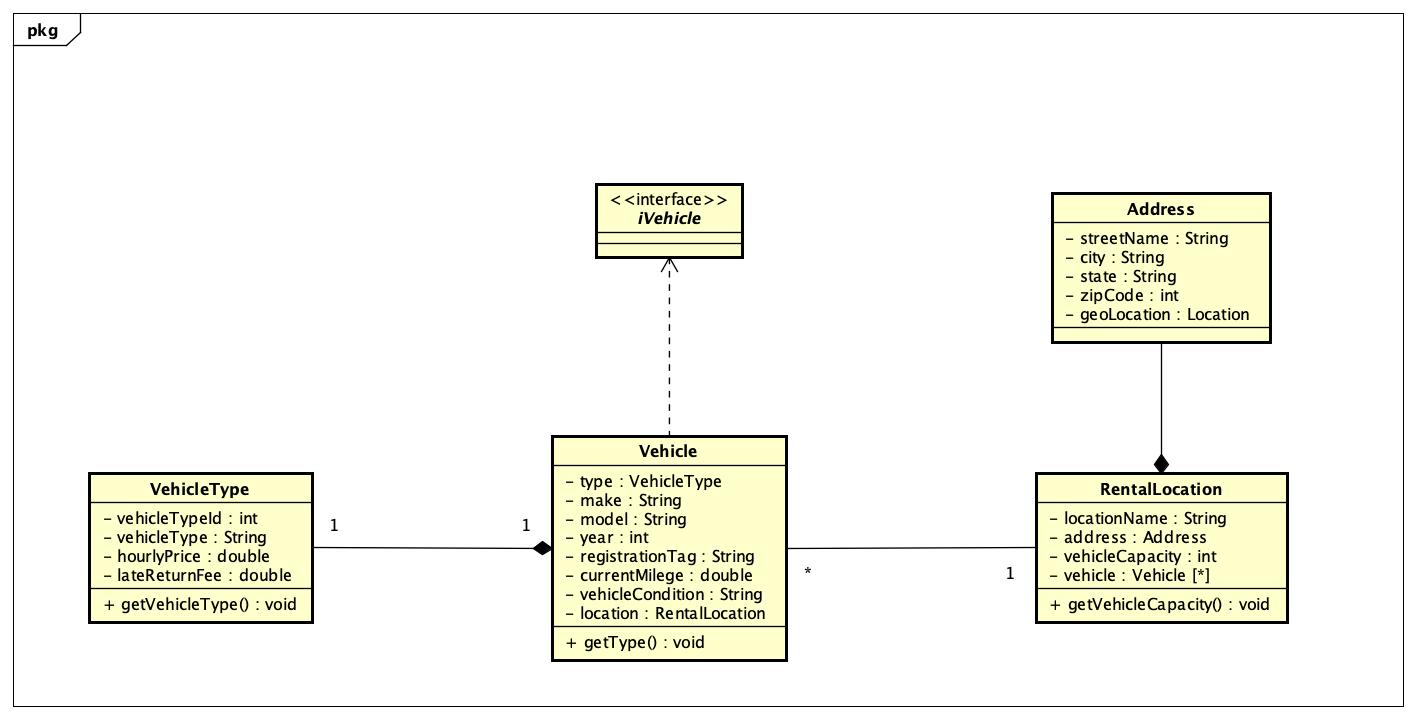 pkg
<<interface>>
iVehicle
Address
- streetName : String
- city : String
- state : String
- zipCode : int
- geoLocation : Location
VehicleType
- vehicleTypeId : int
- vehicleType : String
- hourlyPrice : double
- lateReturnFee : double
+ getVehicleType() : void
1
1
Vehicle
- type : VehicleType
- make : String
- model : String
- year : int
- registrationTag : String
- currentMilege : double
- vehicleCondition : String
- location : RentalLocation
+ getType() : void
*
1
RentalLocation
- locationName : String
- address : Address
- vehicleCapacity : int
- vehicle : Vehicle [*]
+ getVehicleCapacity() : void